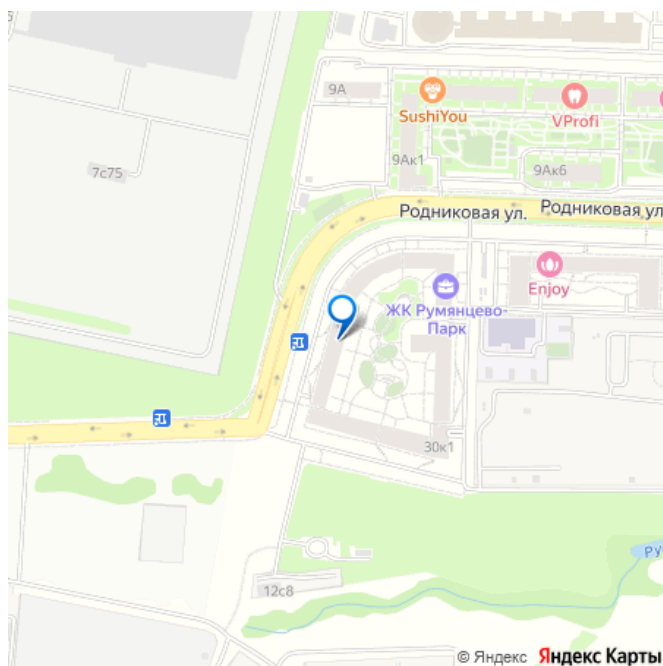 9А
SushiYou
VProfi
9Ак1
7с75
9Ак6
Родниковая ул.
Родниковая ул
Enjoy
ЖК Румянцево-
Парк
30к1
РУ
12с8
© Яндекс Яндекс Карты